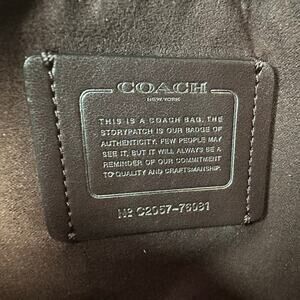 COACH
NEW YORK
THIS IS A COACH BAG. THE
STORYPATCH IS OUR BADGE OF
AUTHENTICITY. FEW PEOPLE MAY
SEE IT, BUT IT WILL ALWAYS BE A
REMINDER OF OUR COMMITMENT
TO QUALITY AND CRAFTSMANSHIP.
Nº C2057-76031